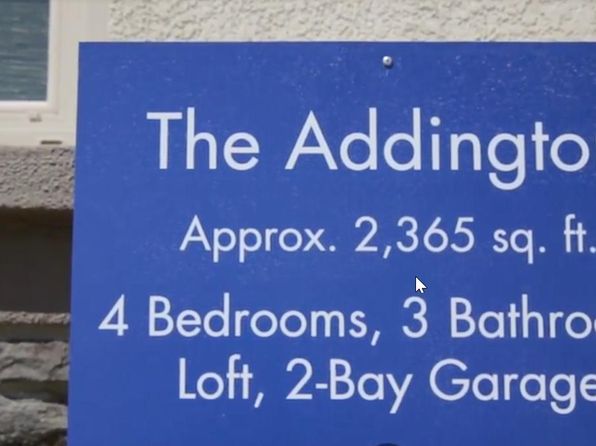 The Addingto
Approx. 2,365 sq. ft.
4 Bedrooms, 3 Bathro
Loft, 2-Bay Garage